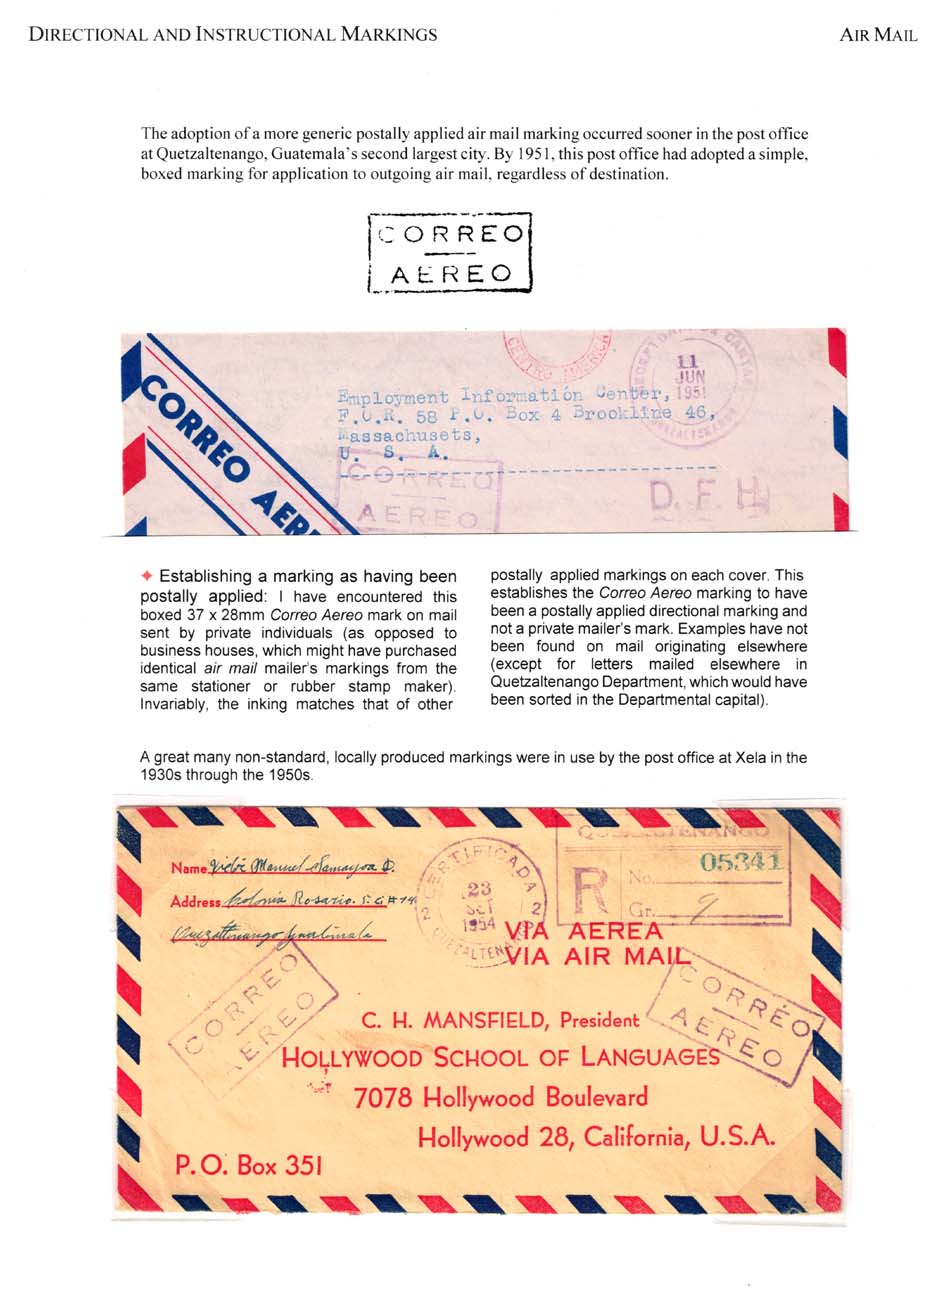 DIRECTIONAL AND INSTRUCTIONAL MARKINGS
AIR MAIL
The adoption of a more generic postally applied air mail marking occurred sooner in the post office
at Quetzaltenango, Guatemala's second largest city. By 1951, this post office had adopted a simple,
boxed marking for application to outgoing air mail, regardless of destination.
CORREO
AEREO
CENTRO AMERICA
11
JUN
1951
Employment Información Center,
P.O. Box 4 Brookline 46,
Massachusets,
U. S. A.
CORREO AER
CORREO
AEREO
✦ Establishing a marking as having been
postally applied: I have encountered this
boxed 37 x 28mm Correo Aereo mark on mail
sent by private individuals (as opposed to
business houses, which might have purchased
identical air mail mailer's markings from the
same stationer or rubber stamp maker).
Invariably, the inking matches that of other
postally applied markings on each cover. This
establishes the Correo Aereo marking to have
been a postally applied directional marking and
not a private mailer's mark. Examples have not
been found on mail originating elsewhere
(except for letters mailed elsewhere in
Quetzaltenango Department, which would have
been sorted in the Departmental capital).
A great many non-standard, locally produced markings were in use by the post office at Xela in the
1930s through the 1950s.
Name
Manuel
Address
Colonia Rosario.
CERTIFICADA
23
SET
1954
2 2
QUEZALTENANGO
R
No. 05341
Gr. 9
VIA AEREA
VIA AIR MAIL
CORREO
AEREO
CORREO
AEREO
C. H. MANSFIELD, President
HOLLYWOOD SCHOOL OF LANGUAGES
7078 Hollywood Boulevard
Hollywood 28, California, U.S.A.
P.O. Box 351